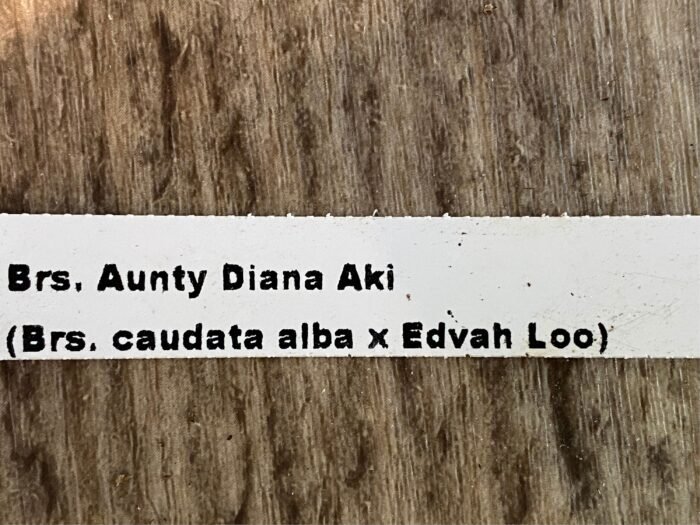 Brs. Aunty Diana Aki
(Brs. caudata alba x Edvah Loo)